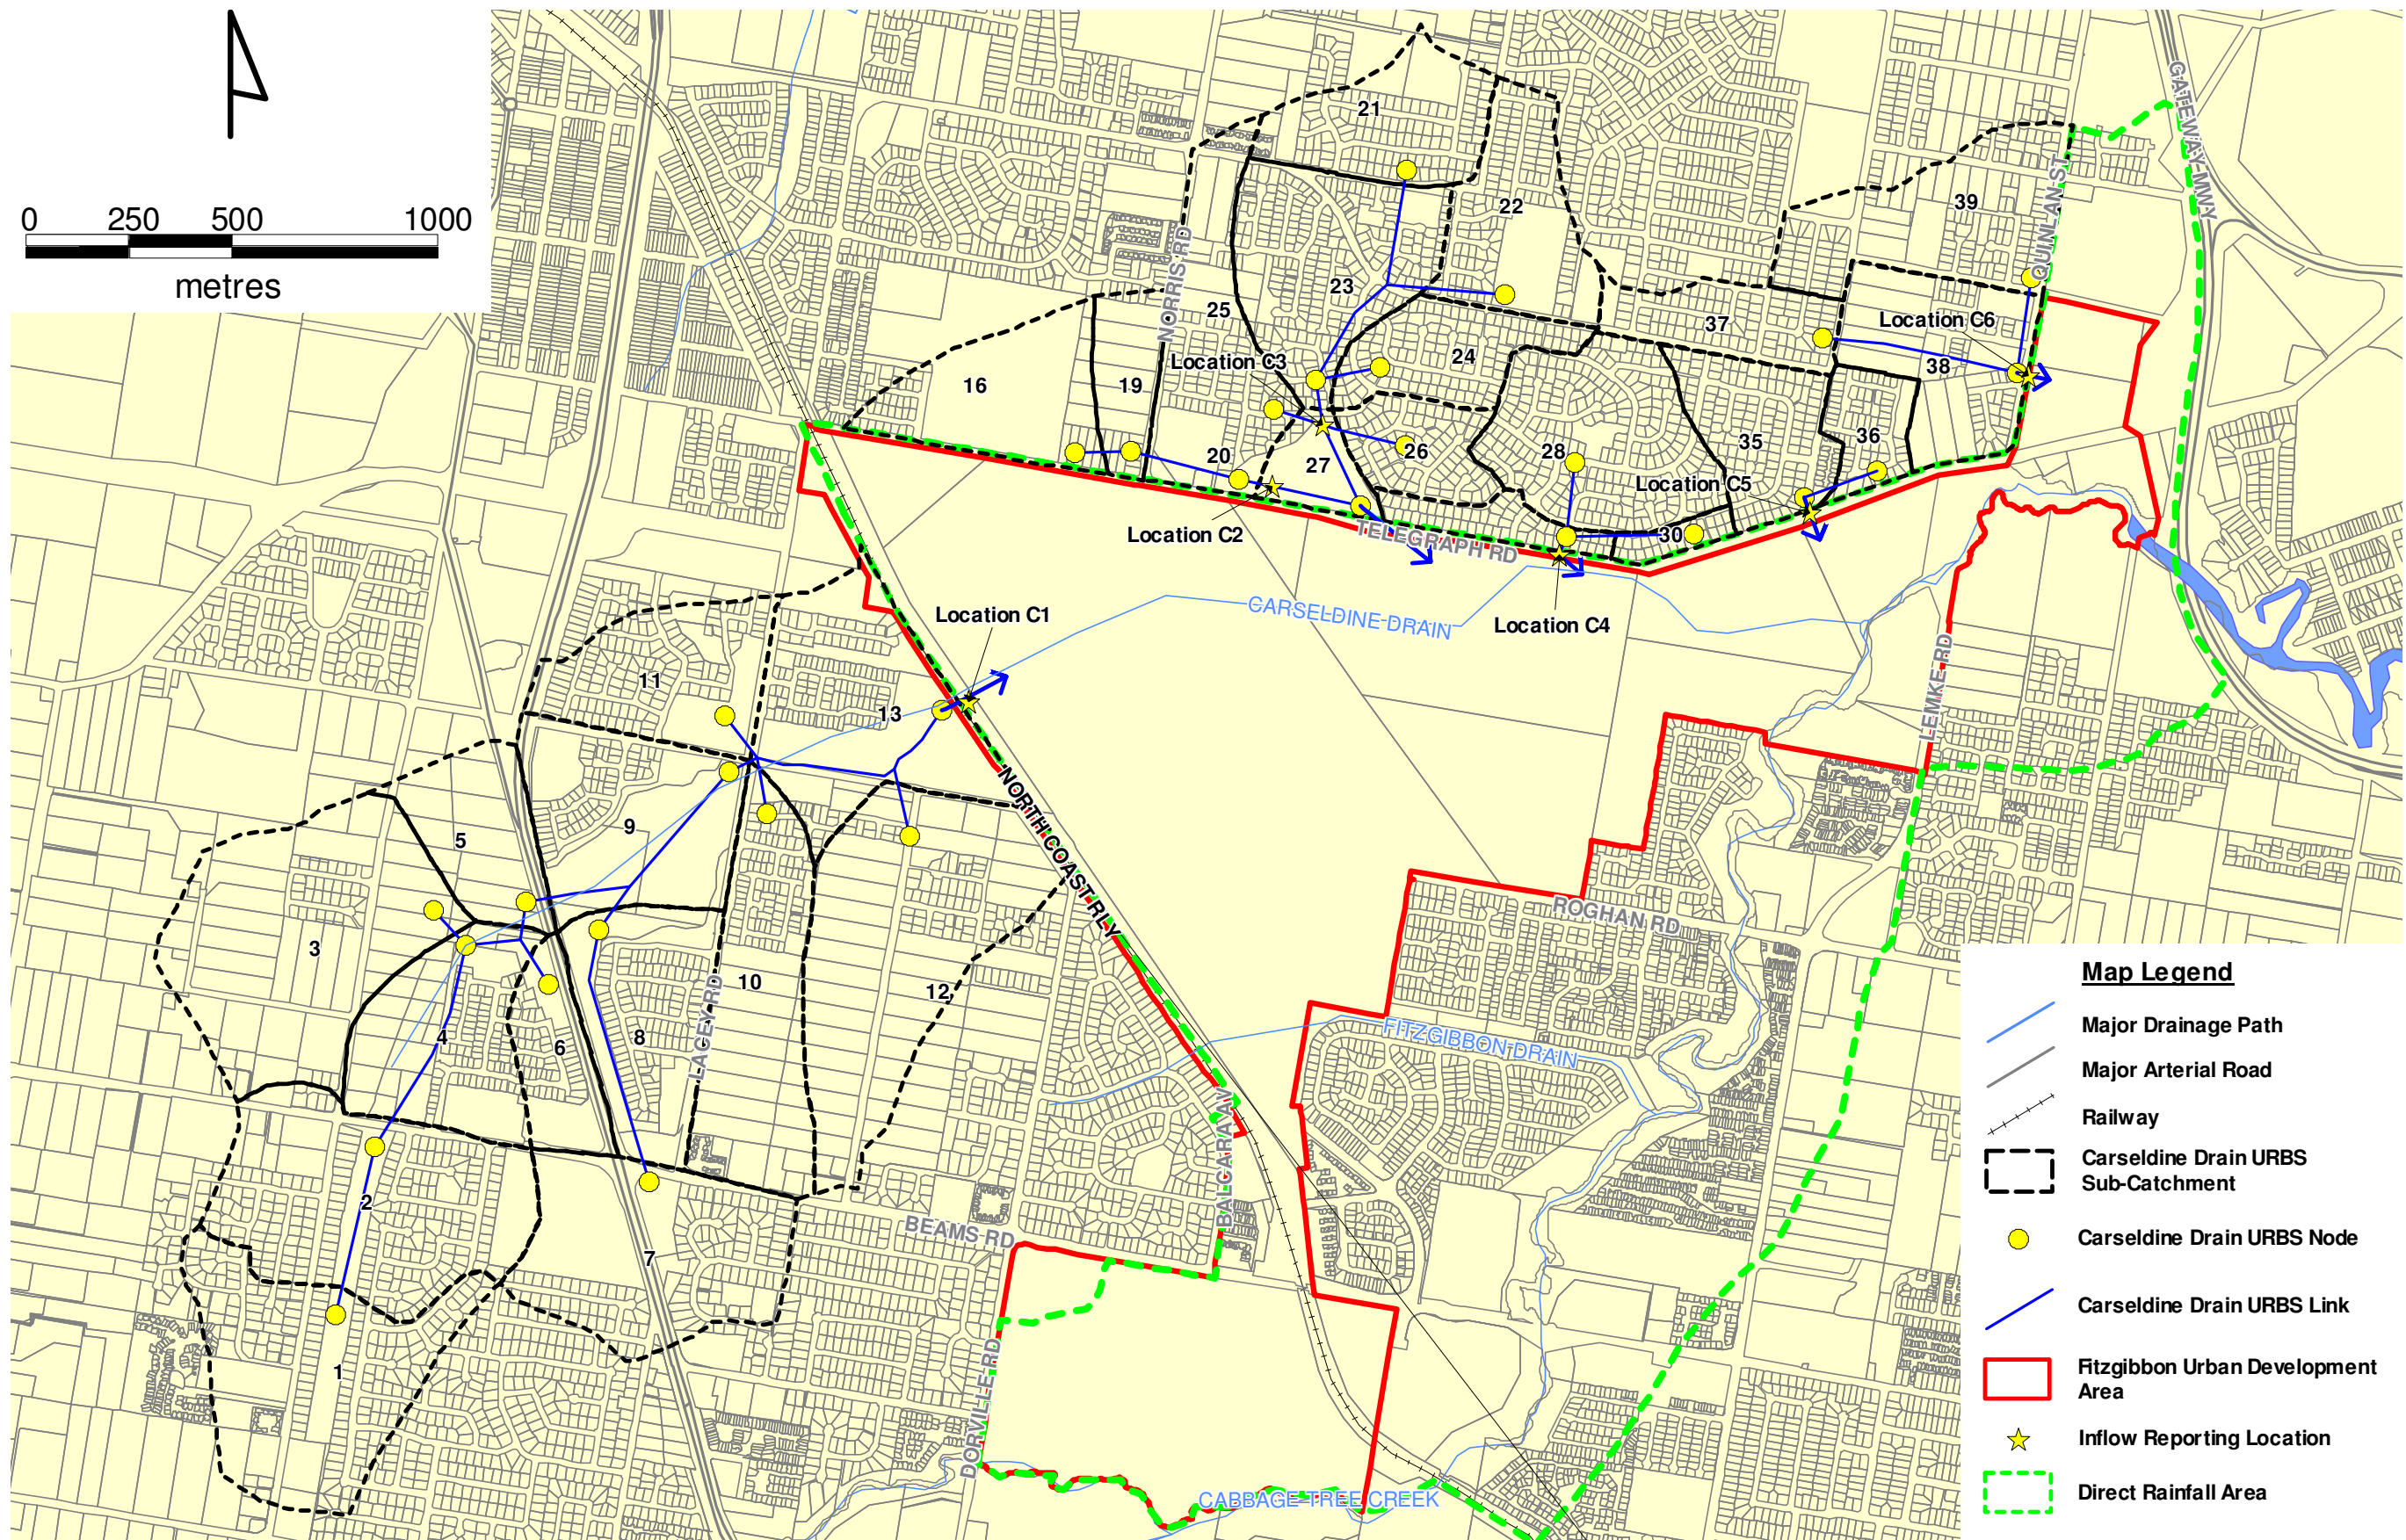 0 250 500 1000
metres
21
22
39
GATEWAY MWY
QUINLAN ST
NORRIS RD
23
25
37
Location C6
24
Location C3
38
16
19
35
36
20
26
28
27
Location C5
Location C2
30
TELEGRAPH RD
CARSELDINE DRAIN
Location C4
Location C1
11
13
LEMKE RD
NORTH COAST RLY
9
5
3
ROGHAN RD
10
12
LACEY RD
4
6
8
FITZGIBBON DRAIN
BALCARA AV
2
BEAMS RD
7
1
DORVILLE RD
CABBAGE TREE CREEK
Map Legend
Major Drainage Path
Major Arterial Road
Railway
Carseldine Drain URBS
Sub-Catchment
Carseldine Drain URBS Node
Carseldine Drain URBS Link
Fitzgibbon Urban Development
Area
Inflow Reporting Location
Direct Rainfall Area